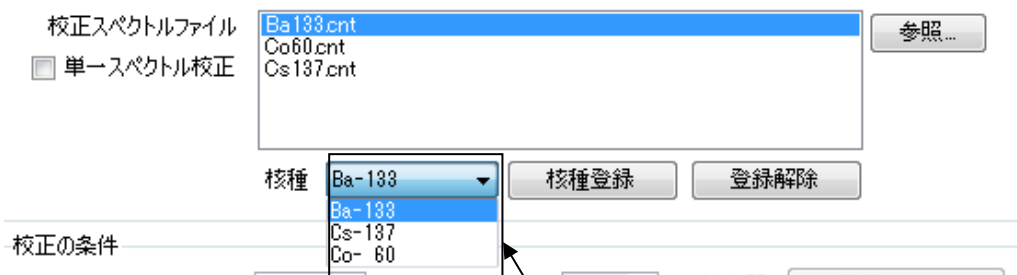 校正スペクトルファイル
Ba133.cnt
参照...
Co60.cnt
単一スペクトル校正
Cs137.cnt
核種
Ba-133
核種登録
登録解除
Ba-133
Cs-137
Co- 60
校正の条件